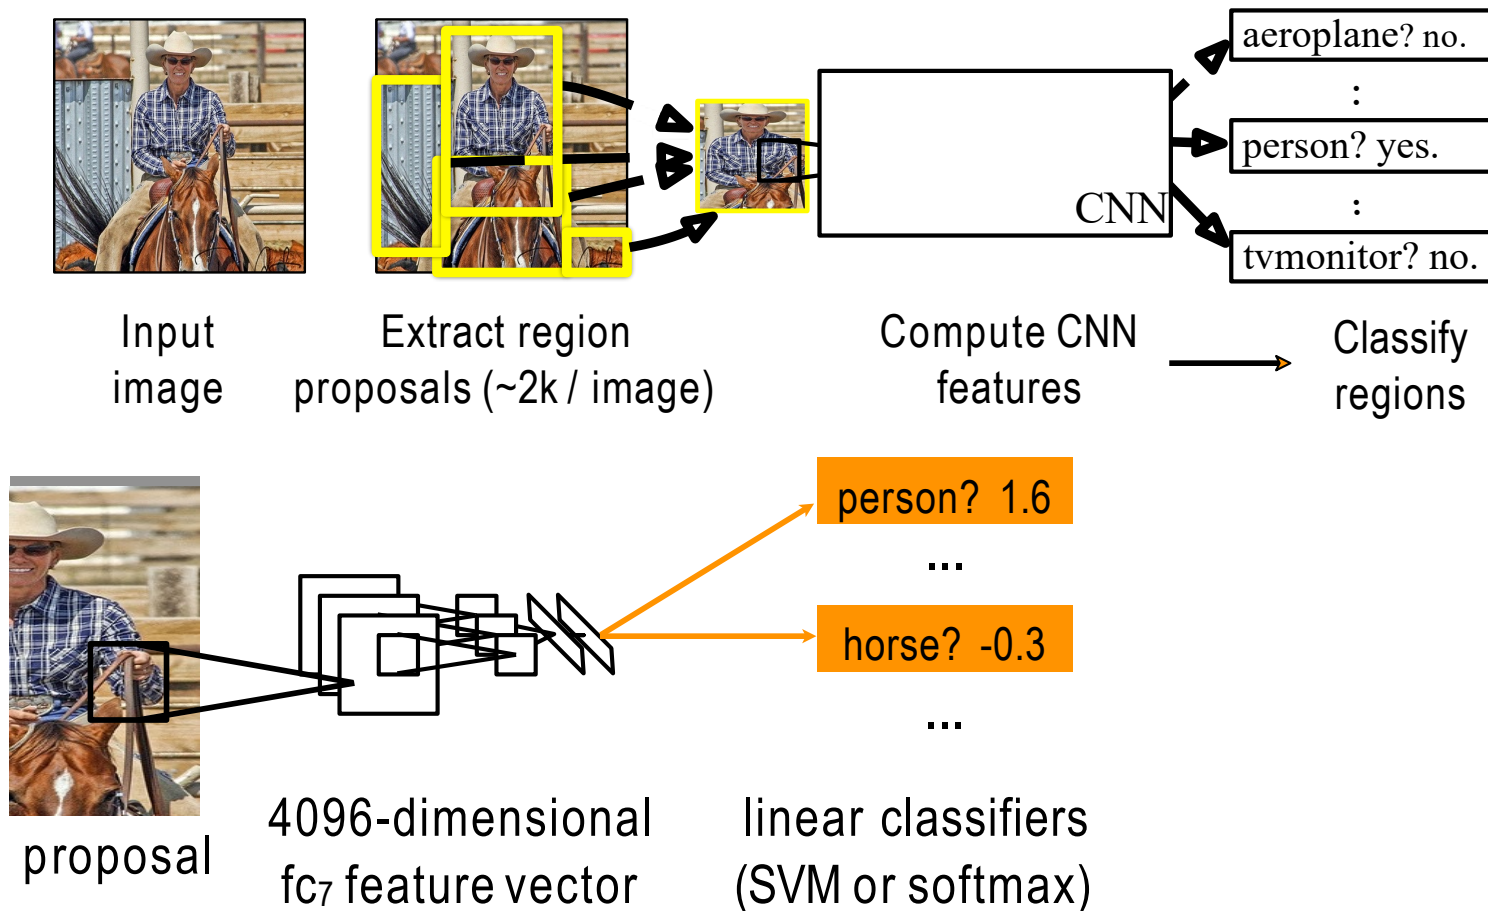 aeroplane? no.
:
person? yes.
:
tvmonitor? no.
CNN
Input
image
Extract region
proposals (~2k / image)
Compute CNN
features
Classify
regions
person? 1.6
...
horse? -0.3
...
proposal
4096-dimensional
fc7 feature vector
linear classifiers
(SVM or softmax)